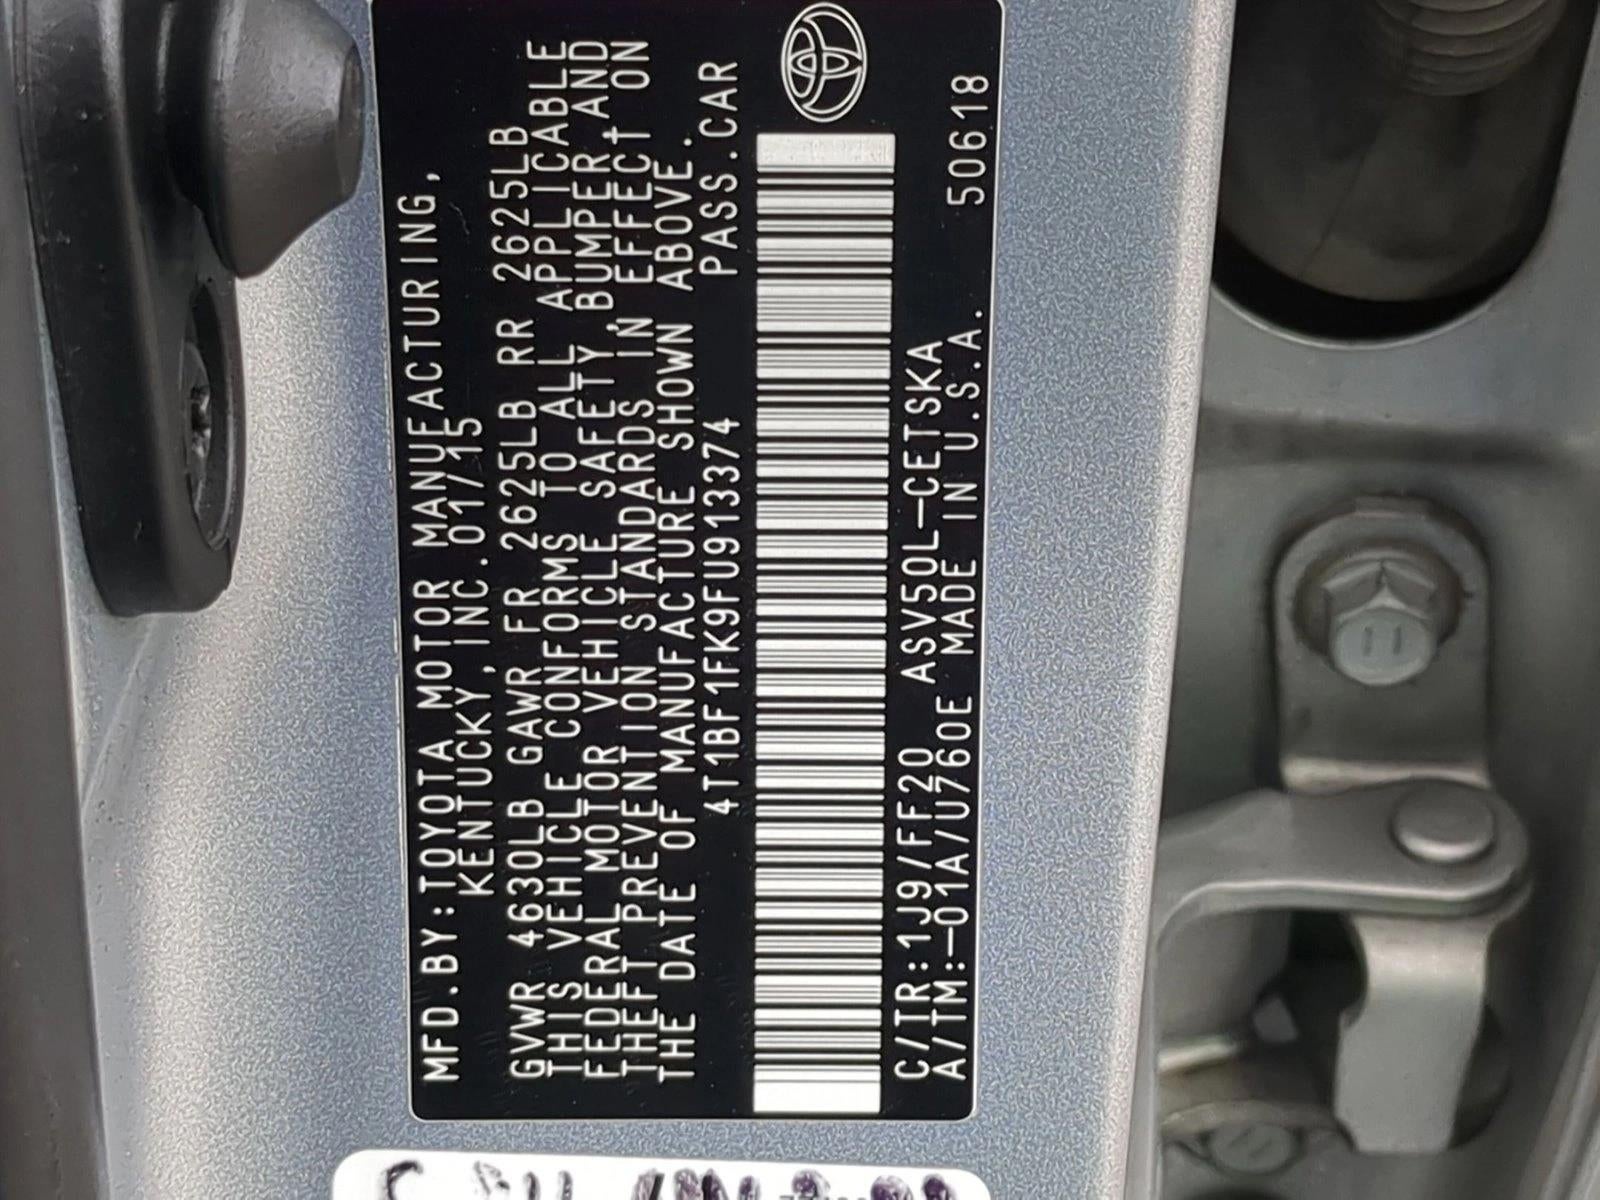 MFD.BY:TOYOTA MOTOR MANUFACTURING,
KENTUCKY, INC. 01/15
GVWR 4630LB GAWR FR 2625LB RR 2625LB
THIS VEHICLE CONFORMS TO ALL APPLICABLE
FEDERAL MOTOR VEHICLE SAFETY, BUMPER, AND
THEFT PREVENTION STANDARDS IN EFFECT ON
THE DATE OF MANUFACTURE SHOWN ABOVE.
4T1BF1FK9FU913374 PASS.CAR
C/TR:1J9/FF20 ASV50L-CETSKA
A/TM:-01A/U760E MADE IN U.S.A. 50618